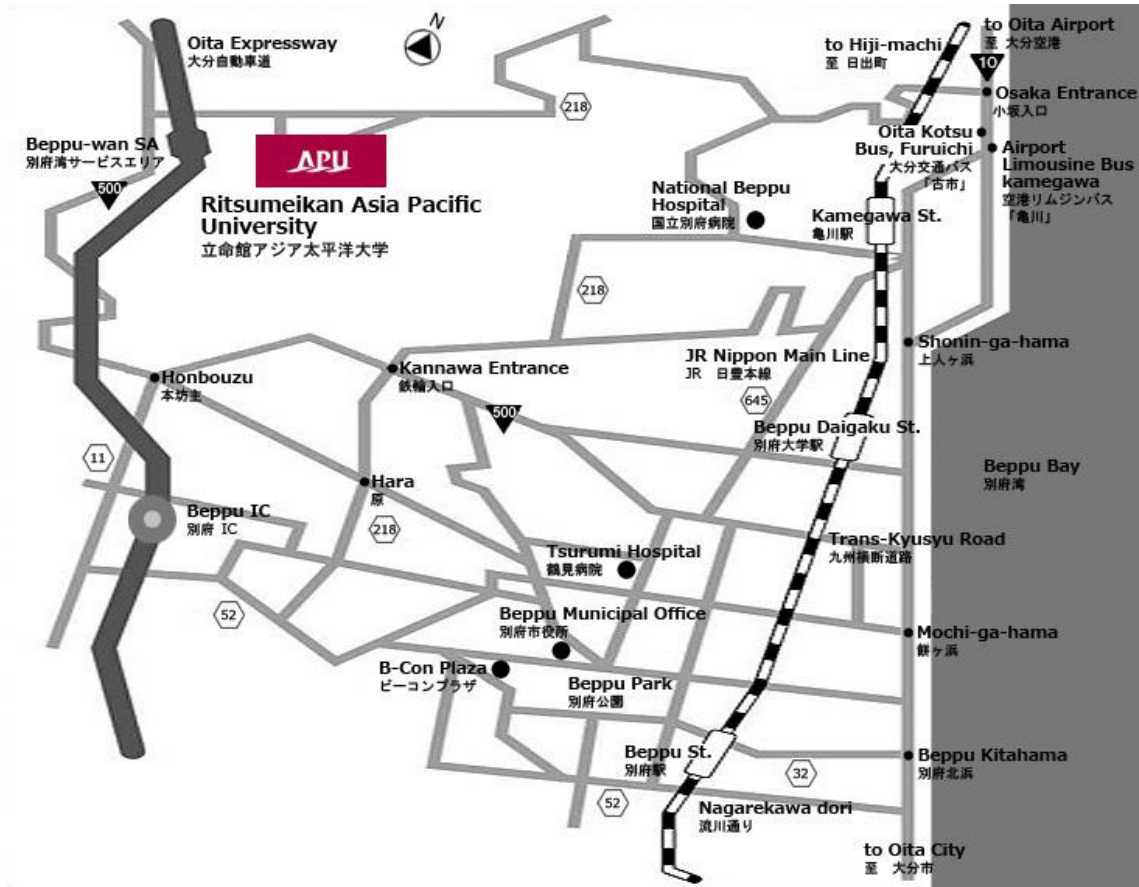 N
Oita Expressway
大分自動車道
to Hiji-machi
至 日出町
to Oita Airport
至 大分空港
10
Osaka Entrance
小坂入口
218
Beppu-wan SA
別府湾サービスエリア
500
APU
Ritsumeikan Asia Pacific
University
立命館アジア太平洋大学
Oita Kotsu
Bus, Furuichi
大分交通バス
「古市」
Airport
Limousine Bus
kamegawa
空港リムジンバス
「亀川」
National Beppu
Hospital
国立別府病院
Kamegawa St.
亀川駅
218
Shonin-ga-hama
上人ヶ浜
JR Nippon Main Line
JR 日豊本線
Kannawa Entrance
鉄輪入口
Honbouzu
本坊主
645
500
Beppu Daigaku St.
別府大学駅
11
Beppu Bay
別府湾
Hara
原
Beppu IC
別府 IC
218
Trans-Kyusyu Road
九州横断道路
Tsurumi Hospital
鶴見病院
52
Beppu Municipal Office
別府市役所
Mochi-ga-hama
餅ヶ浜
B-Con Plaza
ビーコンプラザ
Beppu Park
別府公園
Beppu St.
別府駅
Beppu Kitahama
別府北浜
32
52
Nagarekawa dori
流川通り
to Oita City
至 大分市